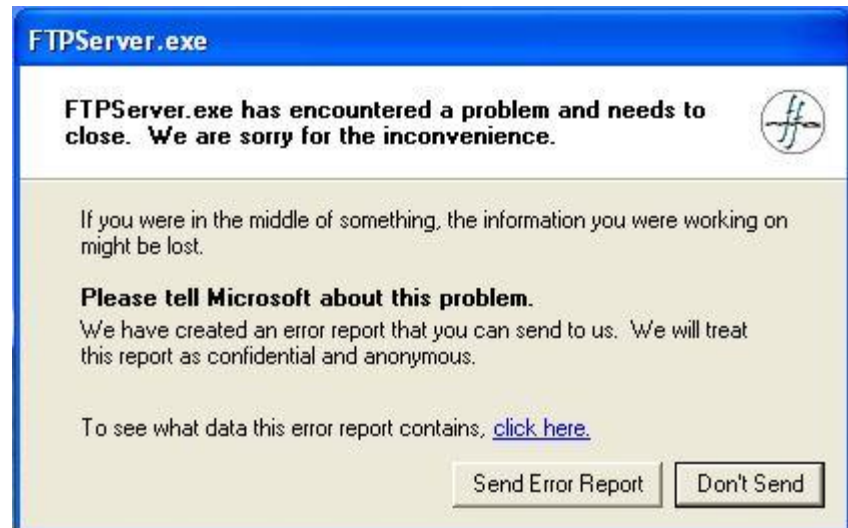 FTPServer.exe
FTPServer.exe has encountered a problem and needs to
close.  We are sorry for the inconvenience.
If you were in the middle of something, the information you were working on
might be lost.
Please tell Microsoft about this problem.
We have created an error report that you can send to us.  We will treat
this report as confidential and anonymous.
To see what data this error report contains, click here.
Send Error Report
Don't Send